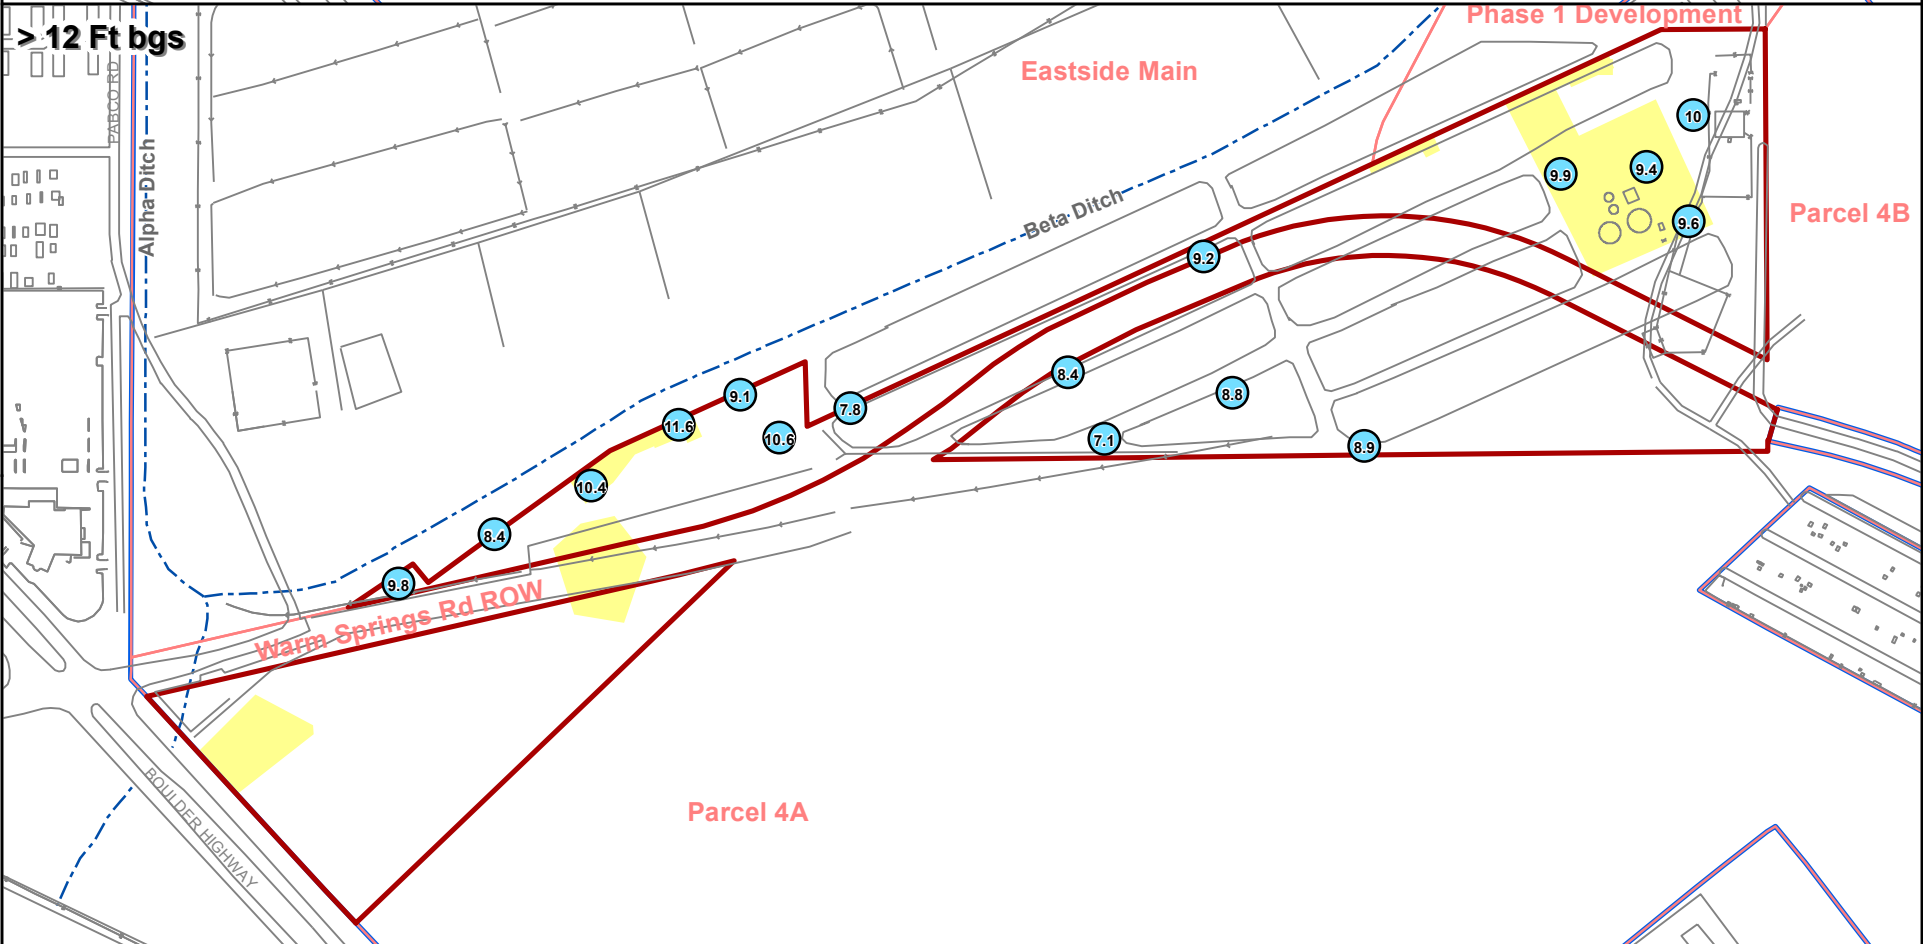 Phase 1 Development
> 12 Ft bgs
Eastside Main
PABCO RD
10
Alpha Ditch
9.9
9.4
Parcel 4B
Beta Ditch
9.6
9.2
8.4
9.1
8.8
7.8
11.6
10.6
7.1
8.9
10.4
8.4
9.8
Warm Springs Rd ROW
Parcel 4A
BOULDER HIGHWAY